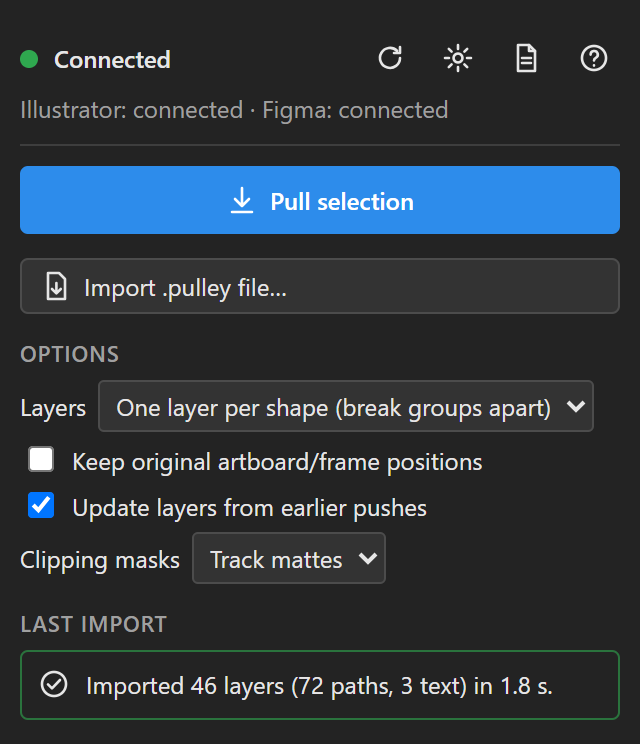 Connected
Illustrator: connected · Figma: connected
Pull selection
Import .pulley file...
OPTIONS
Layers One layer per shape (break groups apart)
Keep original artboard/frame positions
Update layers from earlier pushes
Clipping masks Track mattes
LAST IMPORT
Imported 46 layers (72 paths, 3 text) in 1.8 s.